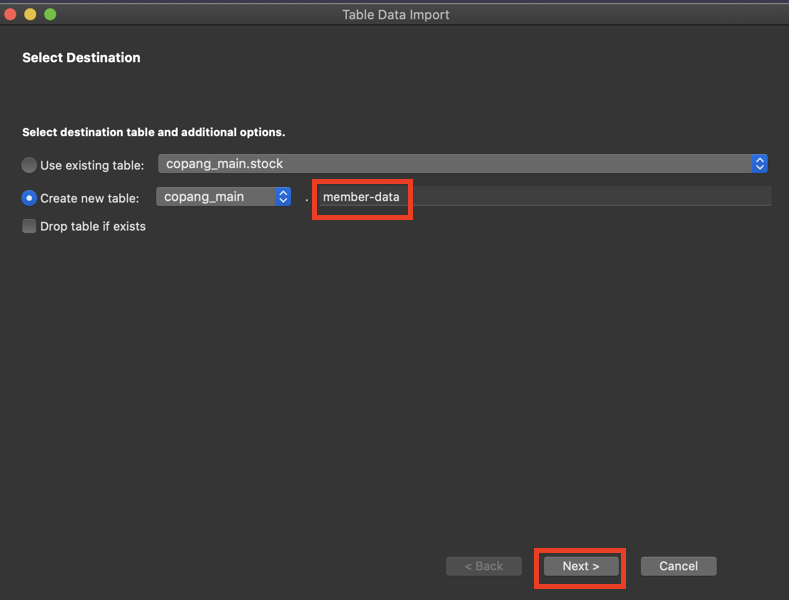 Table Data Import
Select Destination
Select destination table and additional options.
Use existing table: copang_main.stock
Create new table: copang_main . member-data
Drop table if exists
< Back Next > Cancel